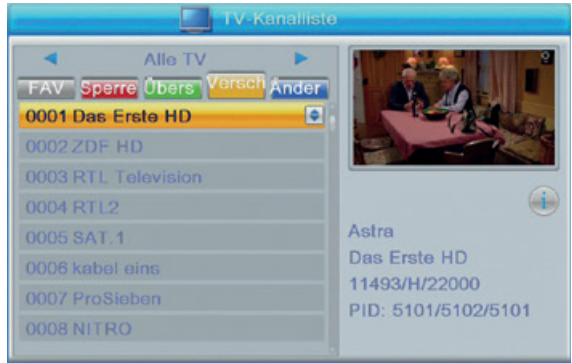 TV-Kanalliste
Alle TV
FAV Sperre Übers Versch Änder
0001 Das Erste HD
0002 ZDF HD
0003 RTL Television
0004 RTL2
0005 SAT.1
0006 kabel eins
0007 ProSieben
0008 NITRO
i
Astra
Das Erste HD
11493/H/22000
PID: 5101/5102/5101